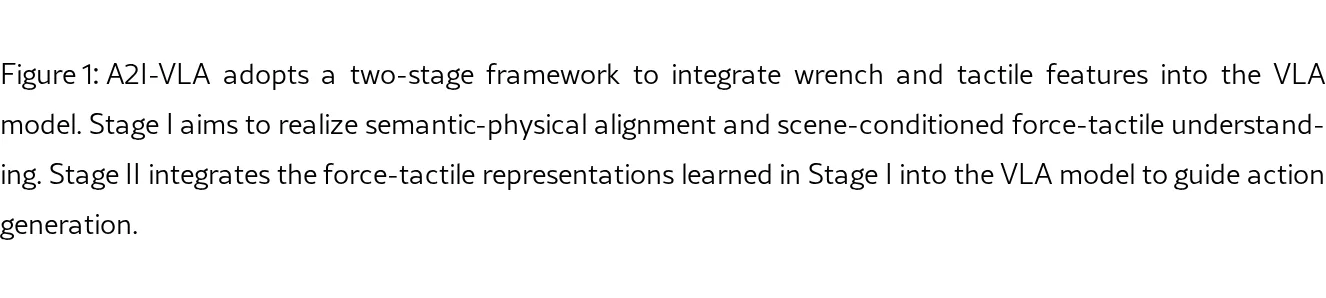 Figure 1: A2I-VLA adopts a two-stage framework to integrate wrench and tactile features into the VLA
model. Stage I aims to realize semantic-physical alignment and scene-conditioned force-tactile understand-
ing. Stage II integrates the force-tactile representations learned in Stage I into the VLA model to guide action
generation.